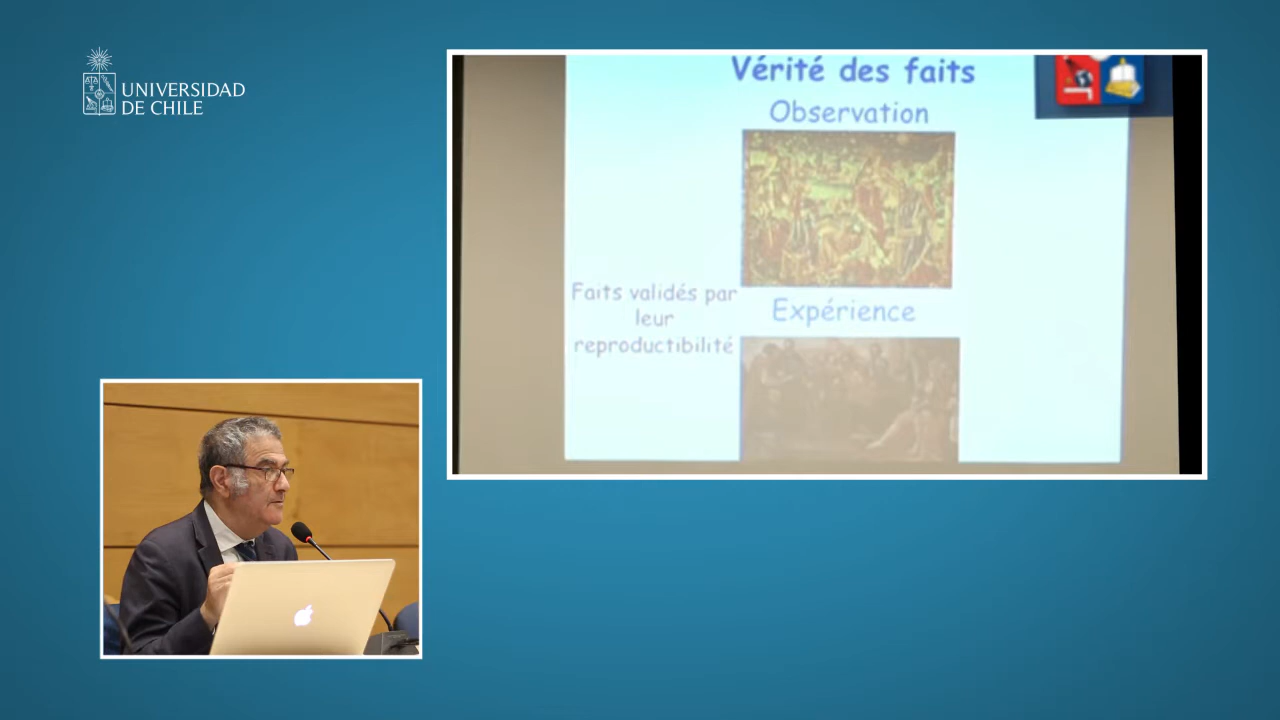 UNIVERSIDAD
DE CHILE
Vérité des faits
Observation
Faits validés par
leur
reproductibilité
Expérience